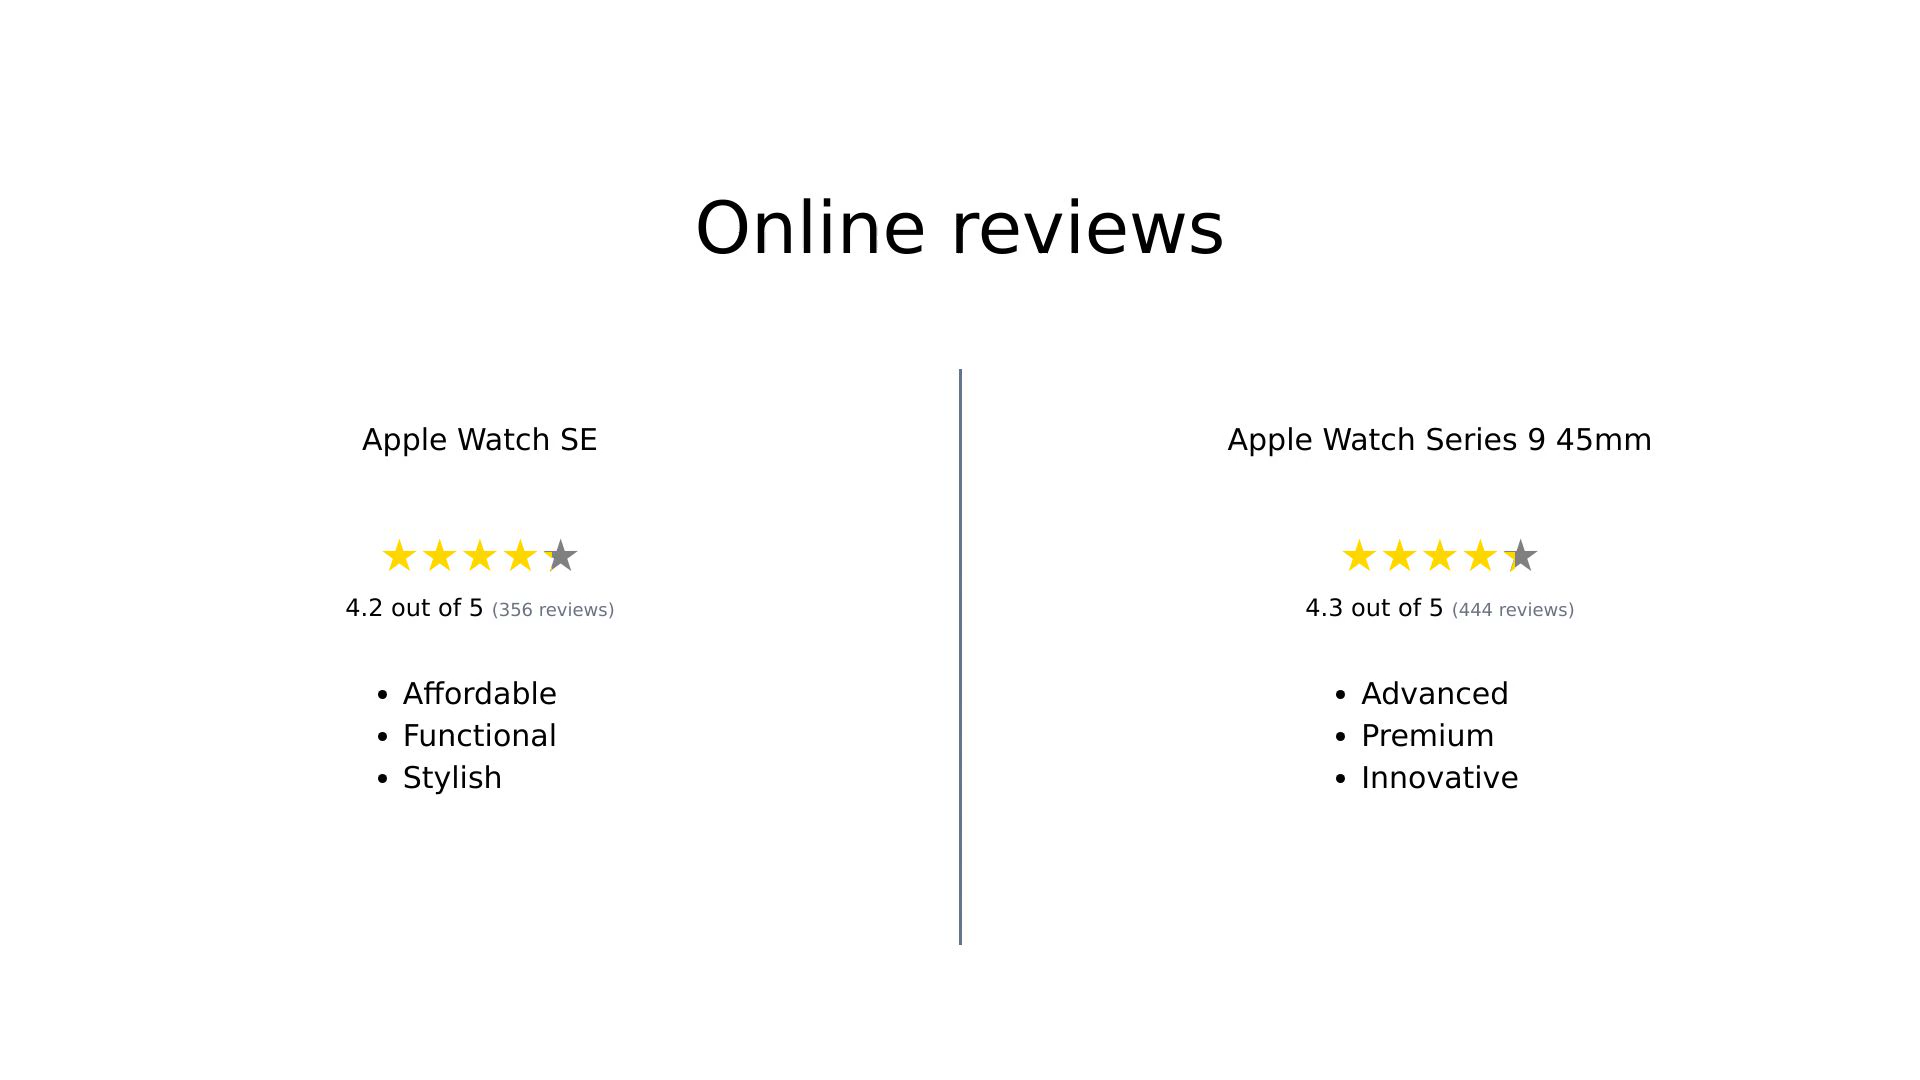 Online reviews
Apple Watch SE
4.2 out of 5 (356 reviews)
• Affordable
• Functional
• Stylish
Apple Watch Series 9 45mm
4.3 out of 5 (444 reviews)
• Advanced
• Premium
• Innovative